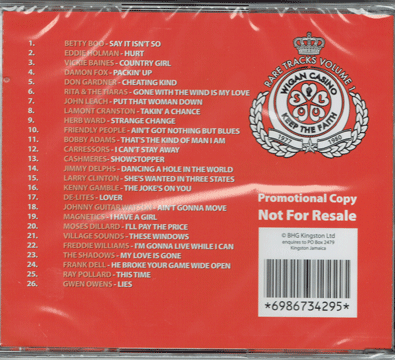 1. BETTY BOO - SAY IT ISN'T SO
2. EDDIE HOLMAN - HURT
3. VICKIE BAINES - COUNTRY GIRL
4. DAMON FOX - PACKIN' UP
5. DON GARDNER - CHEATING KIND
6. RITA & THE TIARAS - GONE WITH THE WIND IS MY LOVE
7. JOHN LEACH - PUT THAT WOMAN DOWN
8. LAMONT CRANSTON - TAKIN' A CHANCE
9. HERB WARD - STRANGE CHANGE
10. FRIENDLY PEOPLE - AIN'T GOT NOTHING BUT BLUES
11. BOBBY ADAMS - THAT'S THE KIND OF MAN I AM
12. CARRESSORS - I CAN'T STAY AWAY
13. CASHMERES - SHOWSTOPPER
14. JIMMY DELPHS - DANCING A HOLE IN THE WORLD
15. LARRY CLINTON - SHE'S WANTED IN THREE STATES
16. KENNY GAMBLE - THE JOKE'S ON YOU
17. DE LITES - LOVER
18. JOHNNY GUITAR WATSON - AIN'T GONNA MOVE
19. MAGNETICS - I HAVE A GIRL
20. MOSES DILLARD - I'LL PAY THE PRICE
21. VILLAGE SOUNDS - THESE WINDOWS
22. FREDDIE WILLIAMS - I'M GONNA LIVE WHILE I CAN
23. THE SHADOWS - MY LOVE IS GONE
24. FRANK DELL - HE BROKE YOUR GAME WIDE OPEN
25. RAY POLLARD - THIS TIME
26. GWEN OWENS - LIES
RARE TRACKS VOLUME 1
WIGAN CASINO
KEEP THE FAITH
1977 1980
Promotional Copy
Not For Resale
© BHG Kingston Ltd
enquires to PO.Box 2479
Kingston Jamaica
*6986734295*